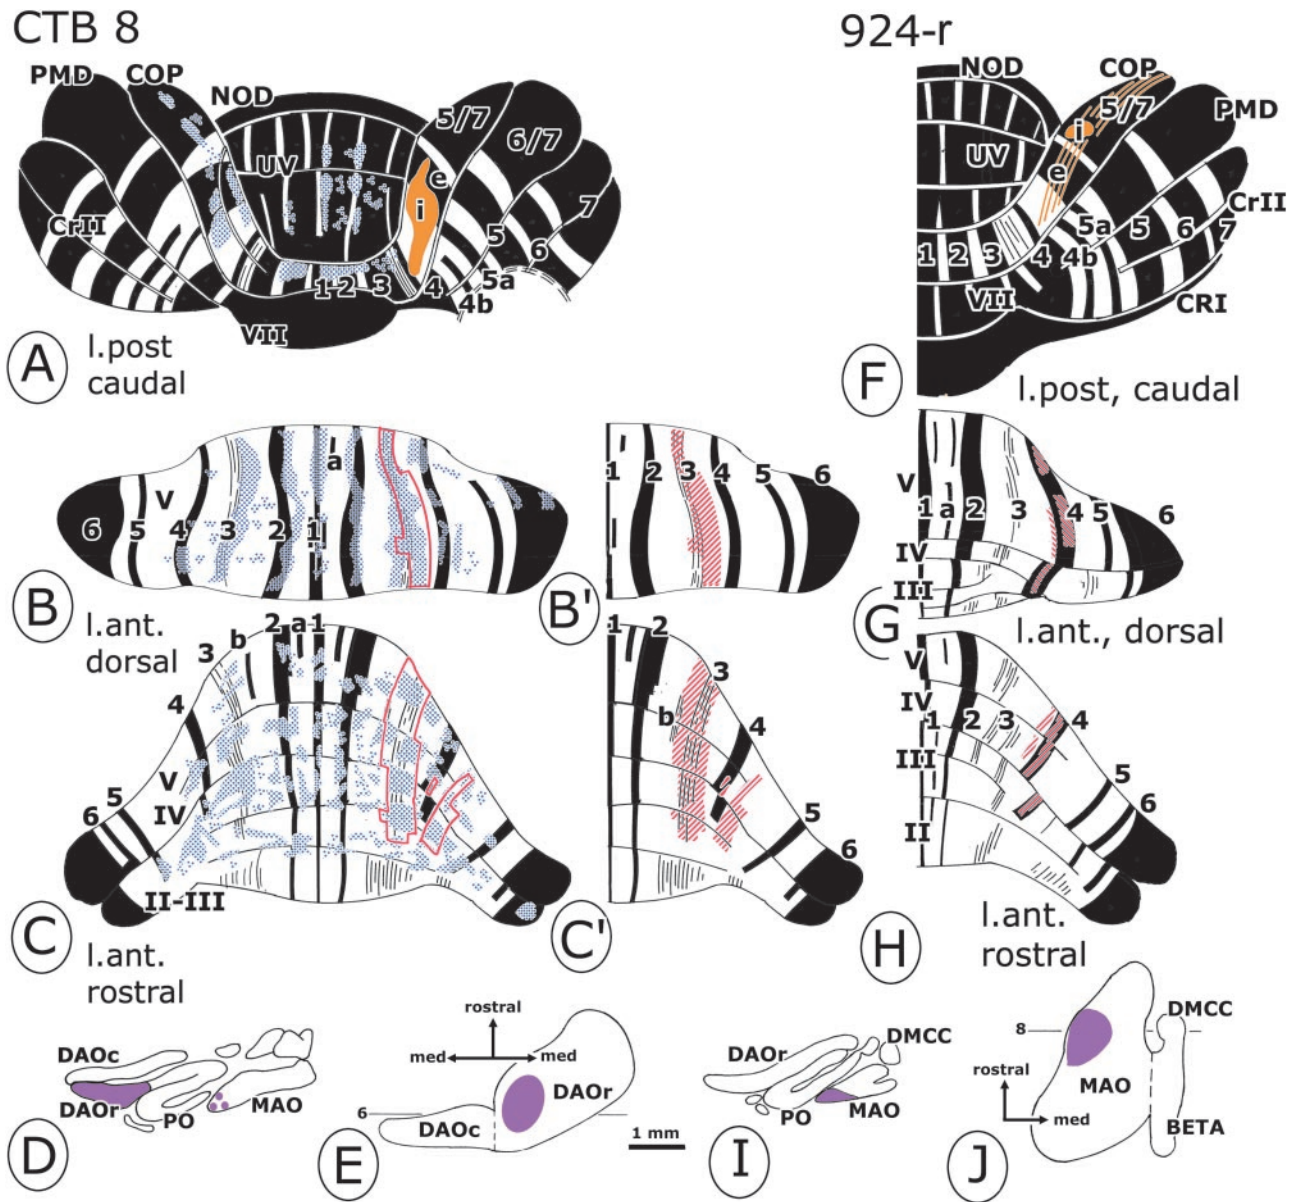 CTB 8
924-r
PMD COP NOD
5/7
6/7
UV
e
i
7
CrII
5
6
1 2 3 4
5a
4b
VII
A
l.post
caudal
NOD COP
5/7
PMD
i
UV
e
CrII
5a 5 6 7
1 2 3 4 4b
VII
CRI
F
l.post, caudal
a
V
6 5 4 3 2 1
B
l.ant.
dorsal
1 2 3 4 5 6
B'
V
1 a 2 3 4 5 6
IV
III
G
l.ant., dorsal
2 a 1
b
3
4
V
5
6
IV
II-III
C
l.ant.
rostral
1 2
3
b
4
5
6
C'
V
IV
1 2 3 4
III
5
6
II
H
l.ant.
rostral
DAOc
DAOr
PO
MAO
D
rostral
med med
DAOr
6
DAOc
1 mm
E
DMCC
DAOr
PO
MAO
I
DMCC
8
rostral
MAO
med
BETA
J